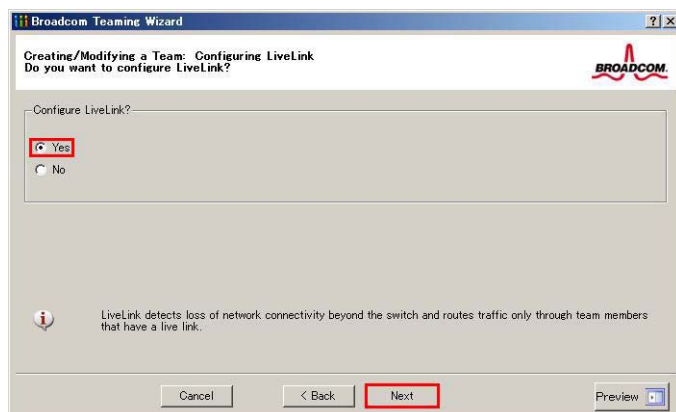 Broadcom Teaming Wizard
Creating/Modifying a Team: Configuring LiveLink
Do you want to configure LiveLink?
BROADCOM.
Configure LiveLink?
Yes
No
LiveLink detects loss of network connectivity beyond the switch and routes traffic only through team members
that have a live link.
Cancel
< Back
Next
Preview